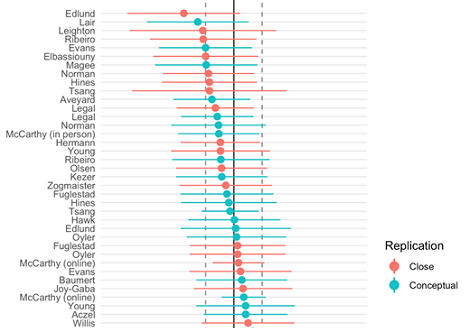 Edlund
Lair
Leighton
Ribeiro
Evans
Elbassiouny
Magee
Norman
Hines
Tsang
Aveyard
Legal
Legal
Norman
McCarthy (in person)
Hermann
Young
Ribeiro
Olsen
Kezer
Zogmaister
Fuglestad
Hines
Tsang
Hawk
Edlund
Oyler
Fuglestad
Oyler
McCarthy (online)
Evans
Baumert
Joy-Gaba
McCarthy (online)
Young
Aczel
Willis
Replication
Close
Conceptual